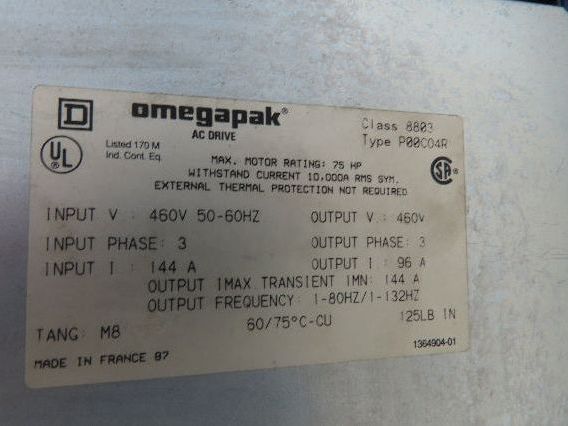 D
omegapak®
AC DRIVE
Class 8803
Type P00C04R
UL
Listed 170 M
Ind. Cont. Eq.
SA
MAX. MOTOR RATING: 75 HP
WITHSTAND CURRENT 10,000A RMS SYM.
EXTERNAL THERMAL PROTECTION NOT REQUIRED
INPUT V : 460V 50-60HZ OUTPUT V : 460V
INPUT PHASE: 3 OUTPUT PHASE: 3
INPUT I : 144 A OUTPUT I : 96 A
OUTPUT IMAX TRANSIENT IMN: 144 A
OUTPUT FREQUENCY: 1-80HZ/1-132HZ
TANG: M8 60/75°C-CU 125LB IN
MADE IN FRANCE 87 1364904-01